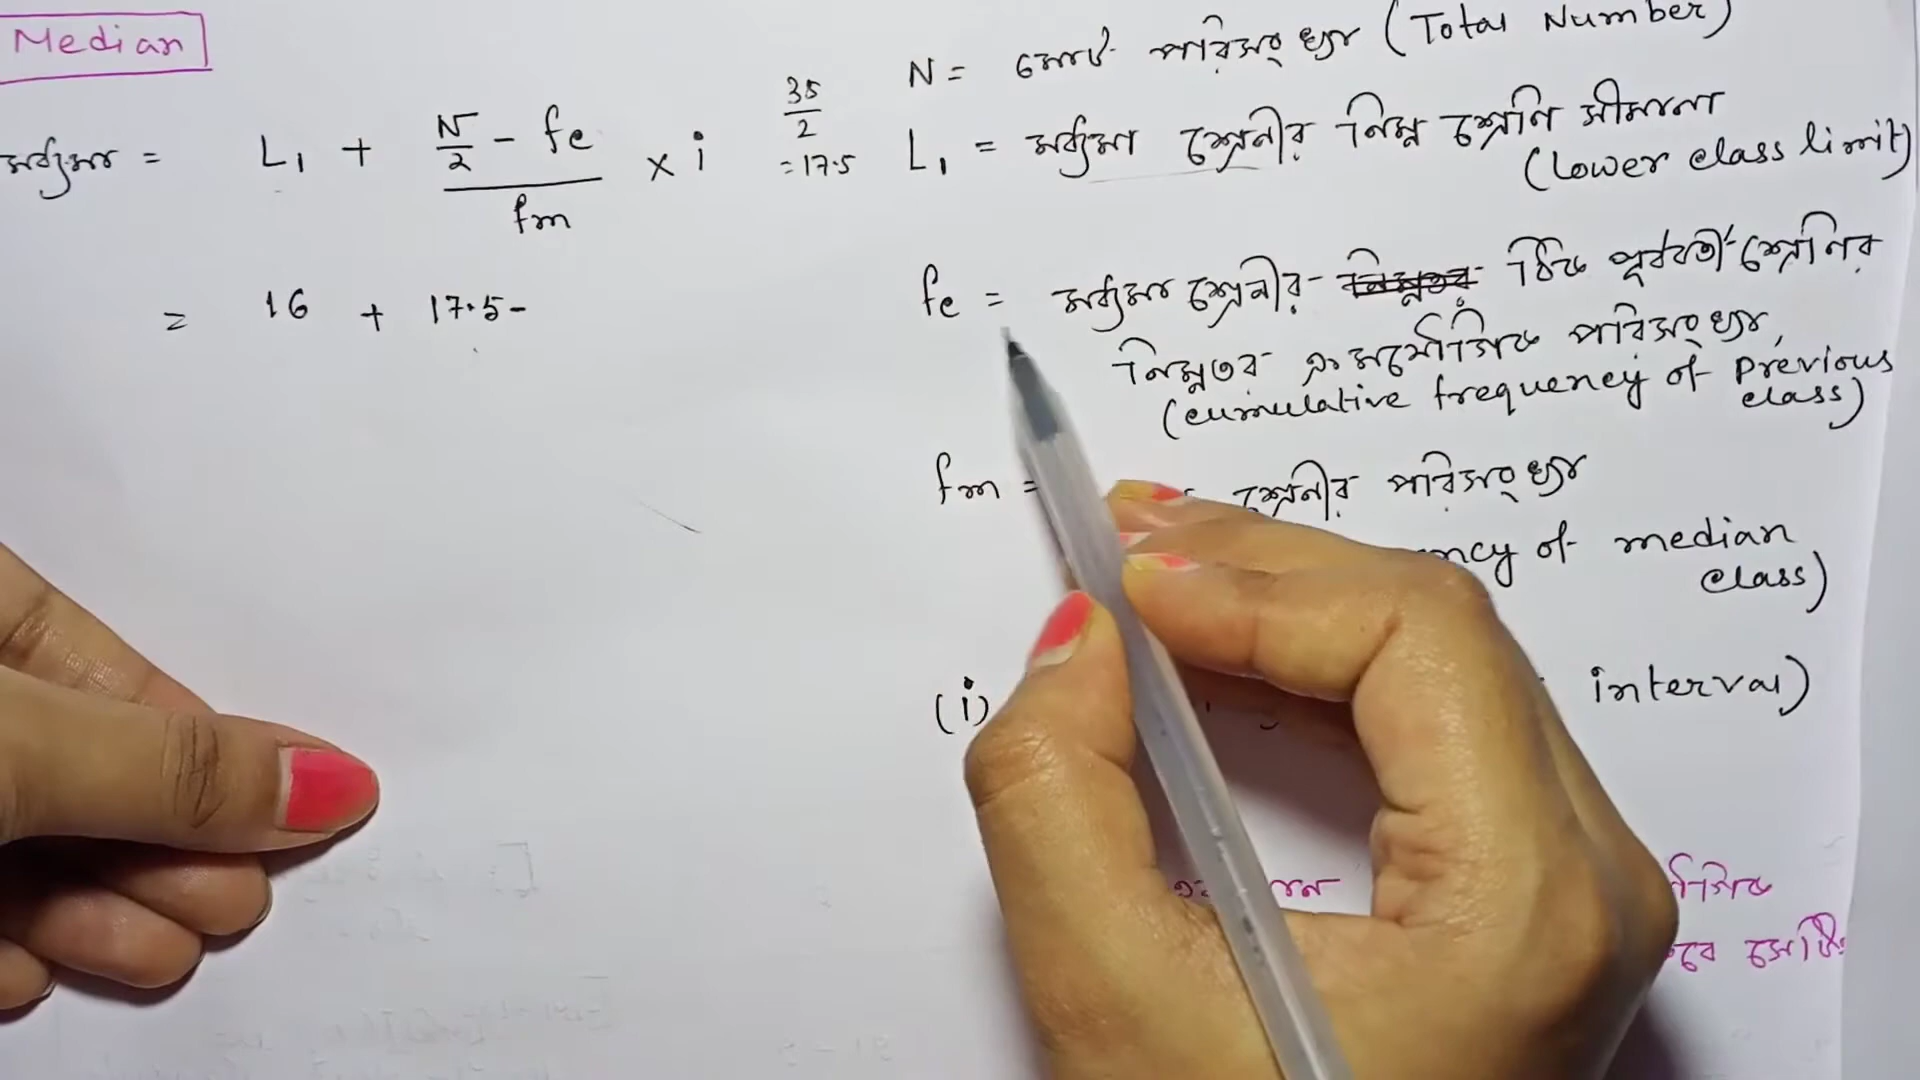 Median
মধ্যমা = L₁ + (N/2 - fc)/fm × i
35/2
= 17.5
= 16 + 17.5 -
N = মোট পরিসংখ্যা (Total Number)
L₁ = মধ্যমা শ্রেনীর নিম্ন শ্রেণি সীমানা
(Lower class limit)
fc = মধ্যমা শ্রেনীর ঠিক পূর্ববর্তী শ্রেণির
নিম্নতর ক্রমযৌগিক পরিসংখ্যা
(cumulative frequency of Previous
class)
fm = শ্রেনীর পরিসংখ্যা
of median
class)
(i) interval)